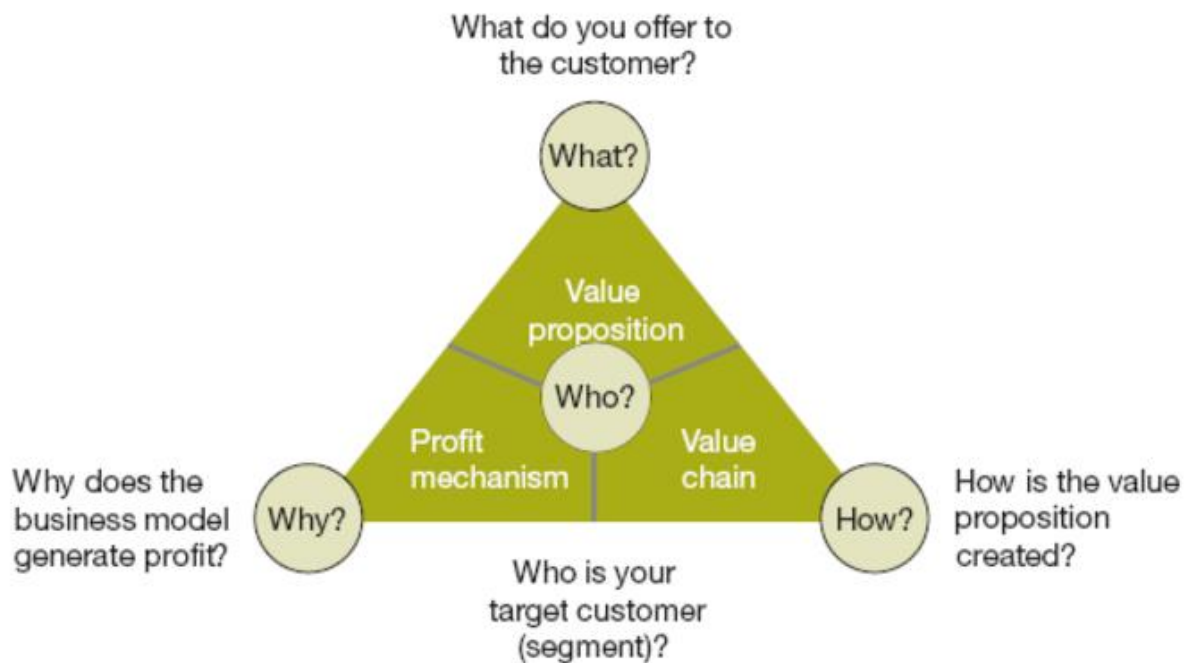 What do you offer to
the customer?
What?
Value
proposition
Who?
Profit
mechanism
Value
chain
Why does the
business model
generate profit?
Why?
How?
How is the value
proposition
created?
Who is your
target customer
(segment)?